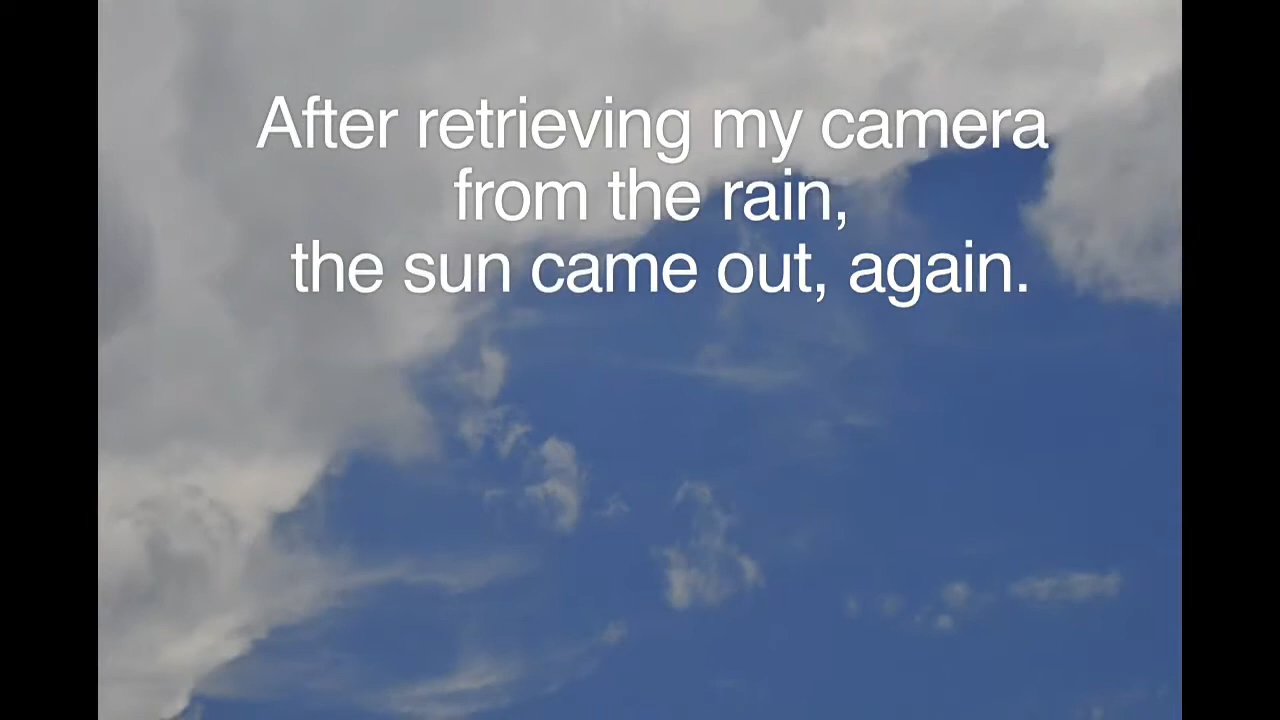 After retrieving my camera
from the rain,
the sun came out, again.